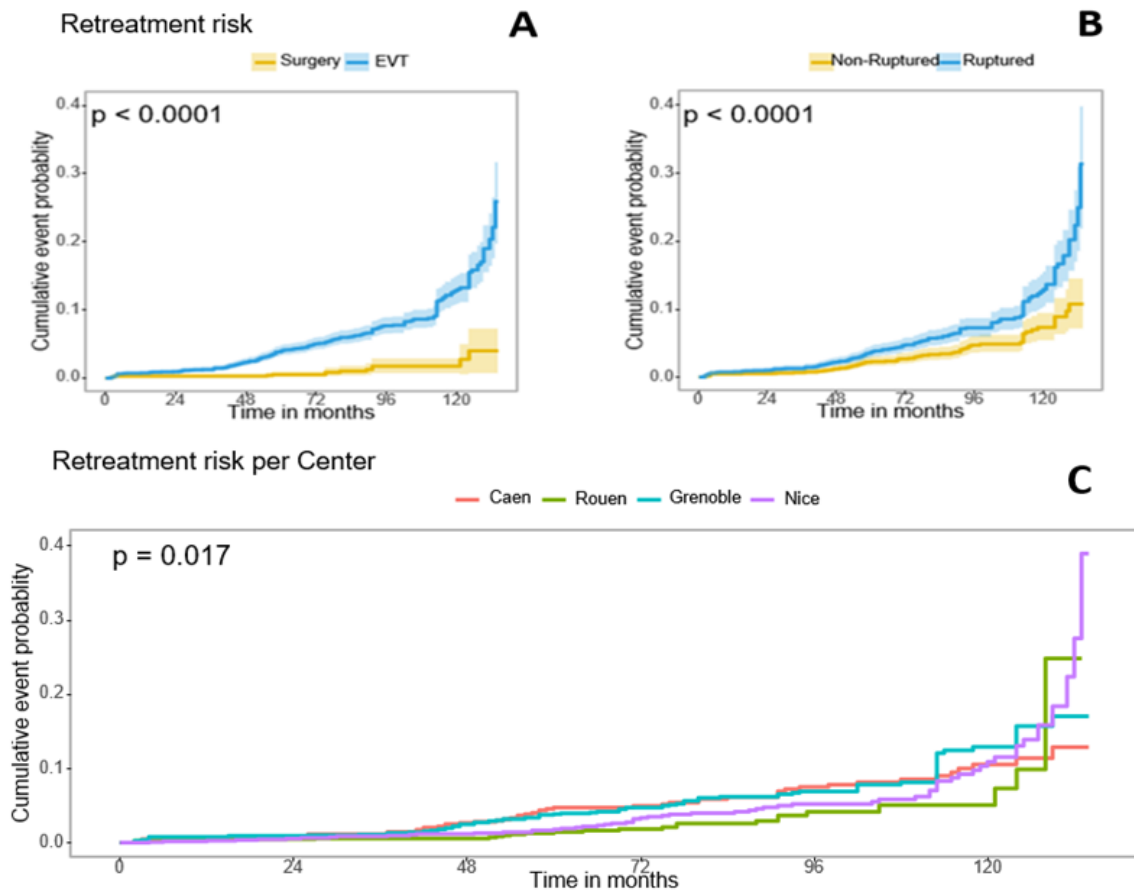 Retreatment risk
A
B
Surgery EVT
Non-Ruptured Ruptured
p < 0.0001
p < 0.0001
Cumulative event probablity
0.4
0.3
0.2
0.1
0.0
0 24 48 72 96 120
Time in months
Cumulative event probablity
0.4
0.3
0.2
0.1
0.0
0 24 48 72 96 120
Time in months
Retreatment risk per Center
C
Caen Rouen Grenoble Nice
p = 0.017
Cumulative event probablity
0.4
0.3
0.2
0.1
0.0
0 24 48 72 96 120
Time in months